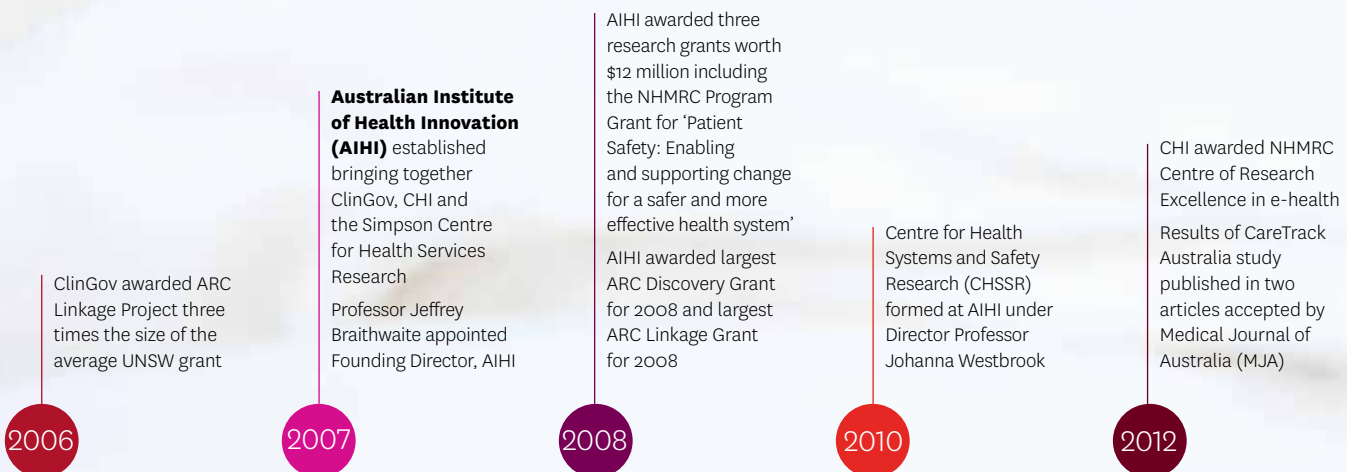 ClinGov awarded ARC
Linkage Project three
times the size of the
average UNSW grant
2006
Australian Institute
of Health Innovation
(AIHI) established
bringing together
ClinGov, CHI and
the Simpson Centre
for Health Services
Research
Professor Jeffrey
Braithwaite appointed
Founding Director, AIHI
2007
AIHI awarded three
research grants worth
$12 million including
the NHMRC Program
Grant for ‘Patient
Safety: Enabling
and supporting change
for a safer and more
effective health system’
AIHI awarded largest
ARC Discovery Grant
for 2008 and largest
ARC Linkage Grant
for 2008
2008
Centre for Health
Systems and Safety
Research (CHSSR)
formed at AIHI under
Director Professor
Johanna Westbrook
2010
CHI awarded NHMRC
Centre of Research
Excellence in e-health
Results of CareTrack
Australia study
published in two
articles accepted by
Medical Journal of
Australia (MJA)
2012